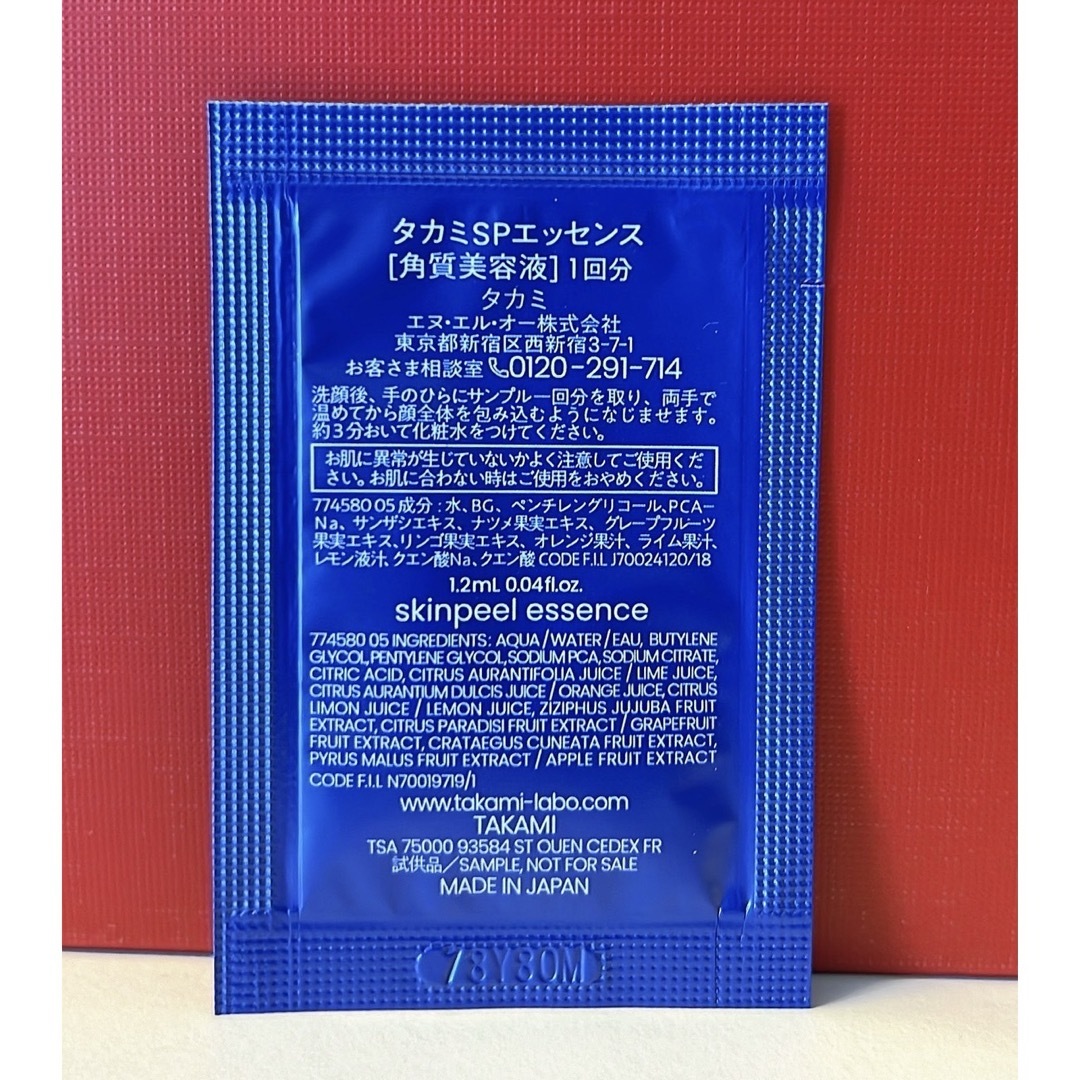 タカミSPエッセンス
[角質美容液] 1回分
タカミ
エヌ・エル・オー株式会社
東京都新宿区西新宿3-7-1
お客さま相談室 0120-291-714
洗顔後、手のひらにサンプル一回分を取り、両手で
温めてから顔全体を包み込むようになじませます。
約3分おいて化粧水をつけてください。
お肌に異常が生じていないかよく注意してご使用くだ
さい。お肌に合わない時はご使用をおやめください。
774580 05 成分 : 水、BG、ペンチレングリコール、PCA-
Na、サンザシエキス、ナツメ果実エキス、グレープフルーツ
果実エキス、リンゴ果実エキス、オレンジ果汁、ライム果汁、
レモン液汁、クエン酸Na、クエン酸 CODE F.I.L J70024120/18
1.2mL 0.04fl.oz.
skinpeel essence
774580 05 INGREDIENTS: AQUA / WATER / EAU, BUTYLENE
GLYCOL, PENTYLENE GLYCOL, SODIUM PCA, SODIUM CITRATE,
CITRIC ACID, CITRUS AURANTIFOLIA JUICE / LIME JUICE,
CITRUS AURANTIUM DULCIS JUICE / ORANGE JUICE, CITRUS
LIMON JUICE / LEMON JUICE, ZIZIPHUS JUJUBA FRUIT
EXTRACT, CITRUS PARADISI FRUIT EXTRACT / GRAPEFRUIT
FRUIT EXTRACT, CRATAEGUS CUNEATA FRUIT EXTRACT,
PYRUS MALUS FRUIT EXTRACT / APPLE FRUIT EXTRACT
CODE F.I.L N70019719/1
www.takami-labo.com
TAKAMI
TSA 75000 93584 ST OUEN CEDEX FR
試供品/SAMPLE, NOT FOR SALE
MADE IN JAPAN
78Y80M